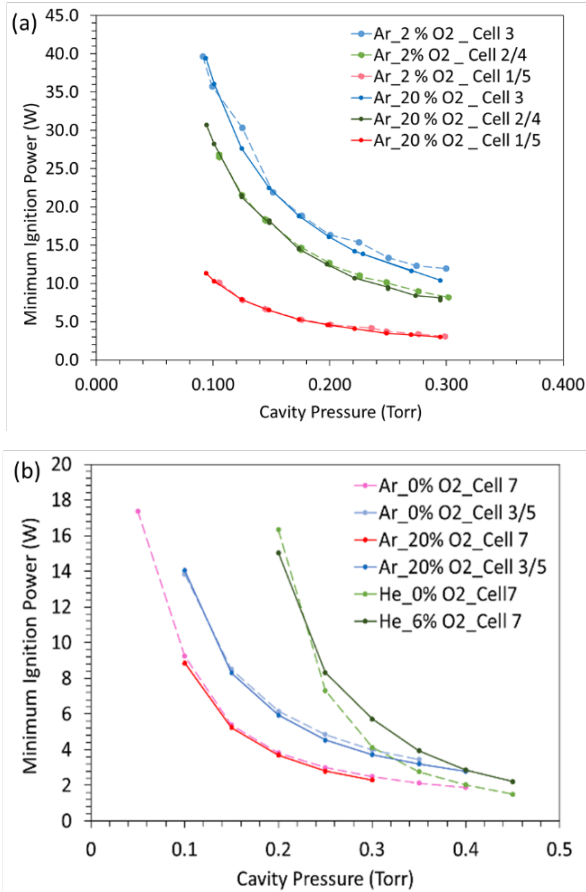 (a)
45.0
40.0
35.0
30.0
25.0
20.0
15.0
10.0
5.0
0.0
Minimum Ignition Power (W)
Ar_2 % O2 _ Cell 3
Ar_2% O2 _ Cell 2/4
Ar_2 % O2 _ Cell 1/5
Ar_20 % O2 _ Cell 3
Ar_20 % O2 _ Cell 2/4
Ar_20 % O2 _ Cell 1/5
0.000 0.100 0.200 0.300 0.400
Cavity Pressure (Torr)
(b)
20
18
16
14
12
10
8
6
4
2
0
Minimum Ignition Power (W)
Ar_0% O2_Cell 7
Ar_0% O2_Cell 3/5
Ar_20% O2_Cell 7
Ar_20% O2_Cell 3/5
He_0% O2_Cell7
He_6% O2_Cell 7
0 0.1 0.2 0.3 0.4 0.5
Cavity Pressure (Torr)